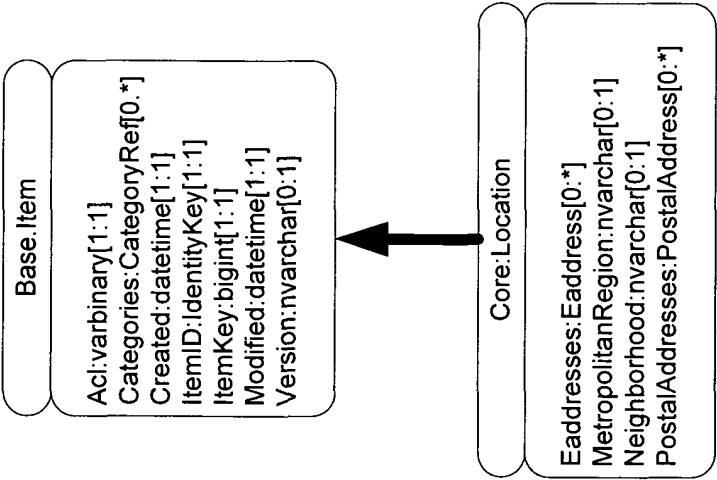 Base.Item
Acl:varbinary[1:1]
Categories:CategoryRef[0.*]
Created:datetime[1:1]
ItemID:IdentityKey[1:1]
ItemKey:bigint[1:1]
Modified:datetime[1:1]
Version:nvarchar[0:1]
Core:Location
Eaddresses:Eaddress[0:*]
MetropolitanRegion:nvarchar[0:1]
Neighborhood:nvarchar[0:1]
PostalAddresses:PostalAddress[0:*]